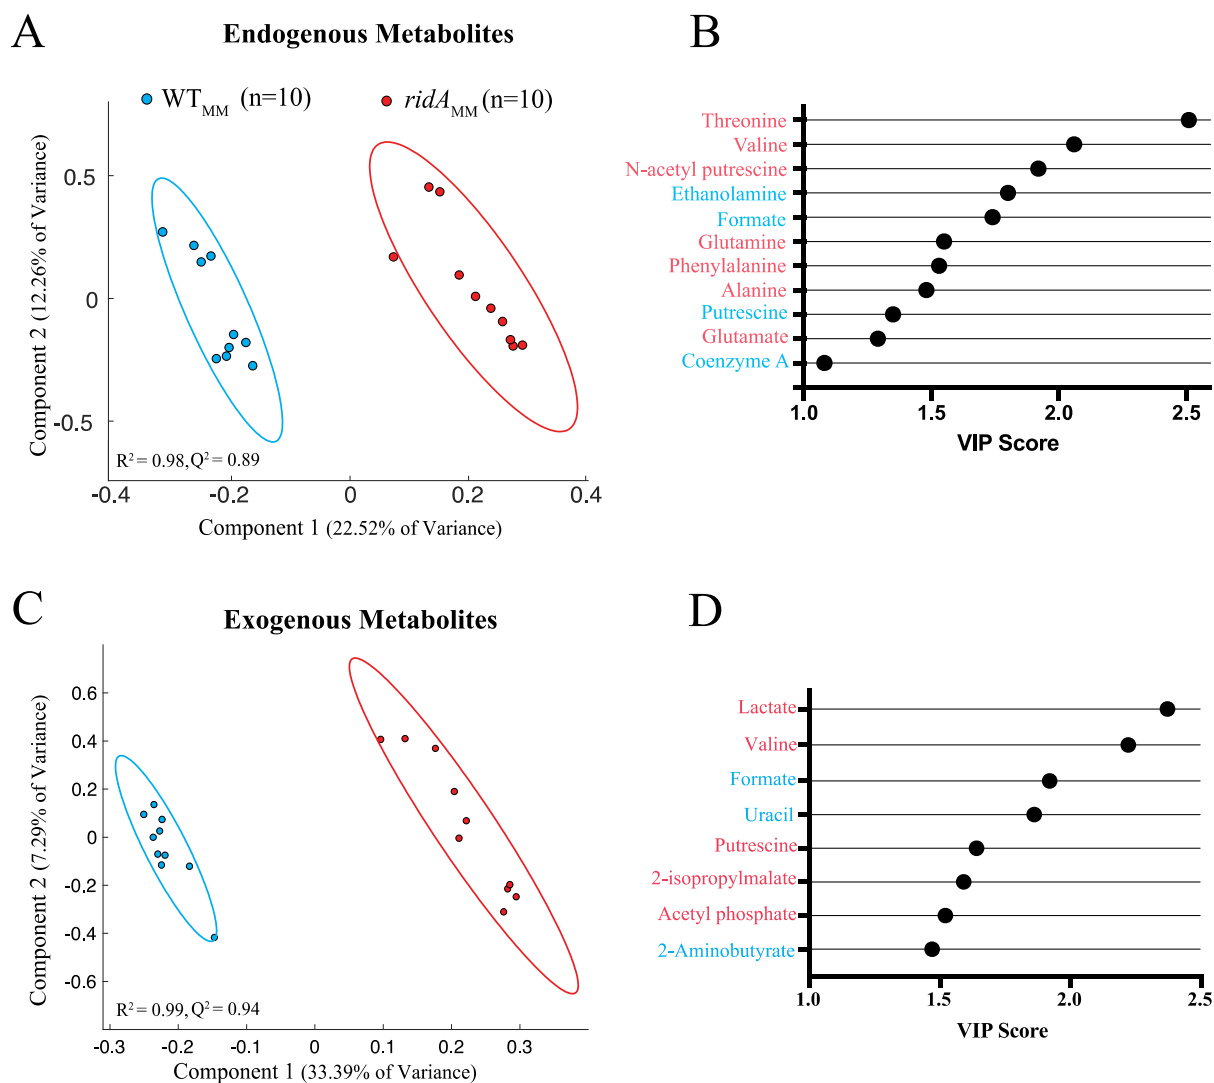 A
Endogenous Metabolites
WT_MM (n=10)
ridA_MM (n=10)
Component 2 (12.26% of Variance)
0.5
0
-0.5
R² = 0.98, Q² = 0.89
-0.4
-0.2
0
0.2
0.4
Component 1 (22.52% of Variance)
B
Threonine
Valine
N-acetyl putrescine
Ethanolamine
Formate
Glutamine
Phenylalanine
Alanine
Putrescine
Glutamate
Coenzyme A
1.0
1.5
2.0
2.5
VIP Score
C
Exogenous Metabolites
Component 2 (7.29% of Variance)
0.6
0.4
0.2
0
-0.2
-0.4
-0.6
R² = 0.99, Q² = 0.94
-0.3
-0.2
-0.1
0
0.1
0.2
0.3
Component 1 (33.39% of Variance)
D
Lactate
Valine
Formate
Uracil
Putrescine
2-isopropylmalate
Acetyl phosphate
2-Aminobutyrate
1.0
1.5
2.0
2.5
VIP Score